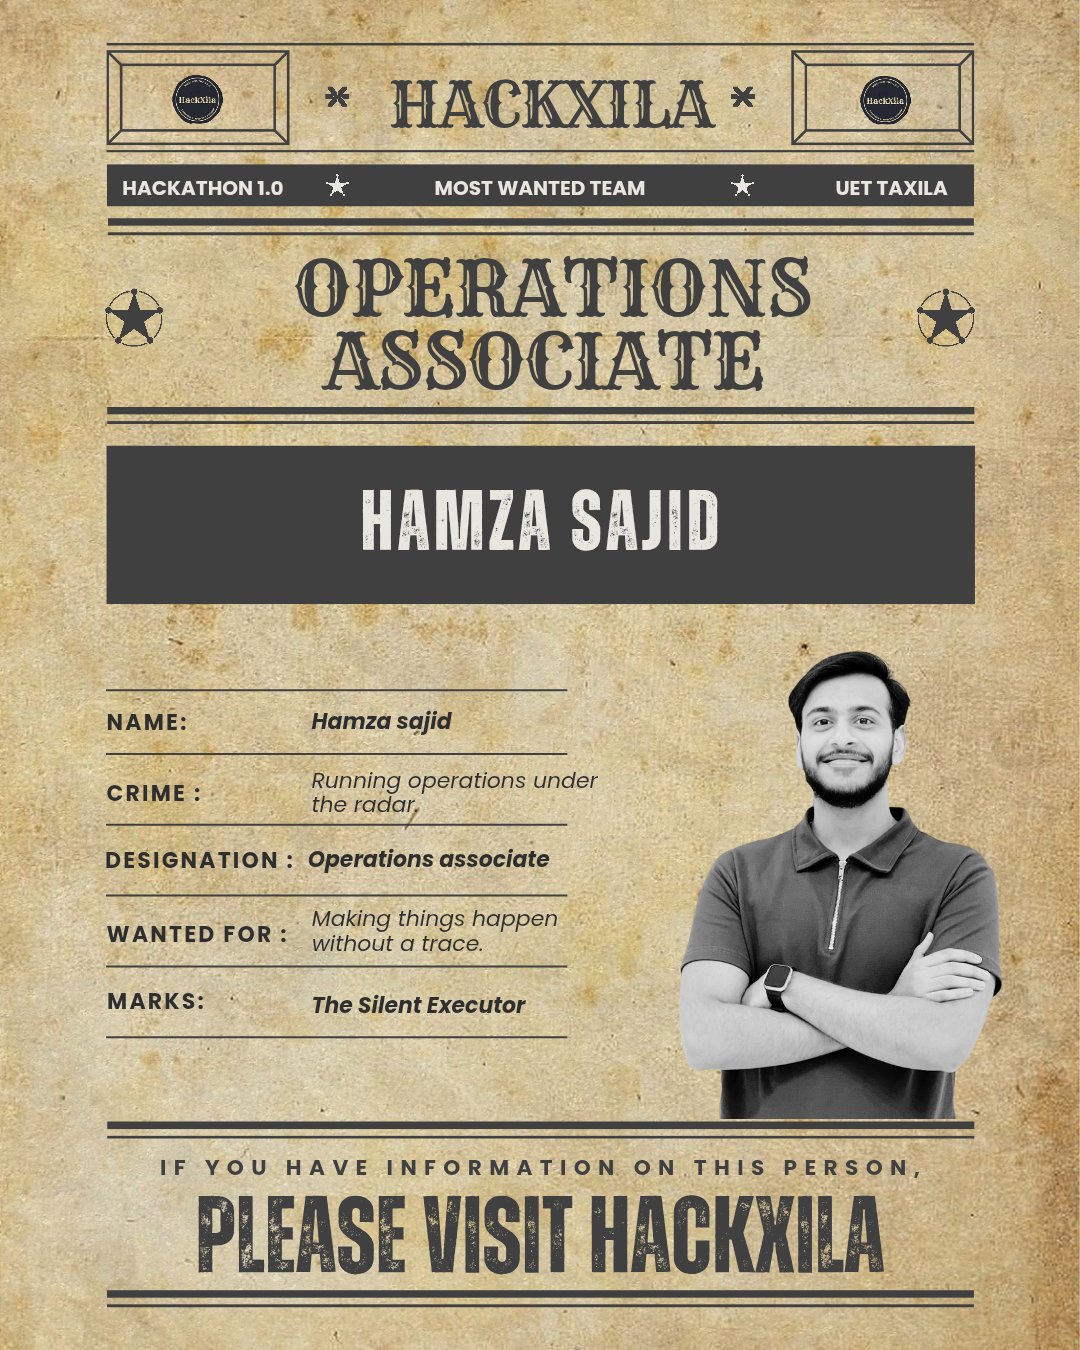 HackXila
HACKXILA
HackXila
HACKATHON 1.0
MOST WANTED TEAM
UET TAXILA
OPERATIONS
ASSOCIATE
HAMZA SAJID
NAME: Hamza sajid
CRIME : Running operations under
the radar.
DESIGNATION : Operations associate
WANTED FOR : Making things happen
without a trace.
MARKS: The Silent Executor
IF YOU HAVE INFORMATION ON THIS PERSON,
PLEASE VISIT HACKXILA